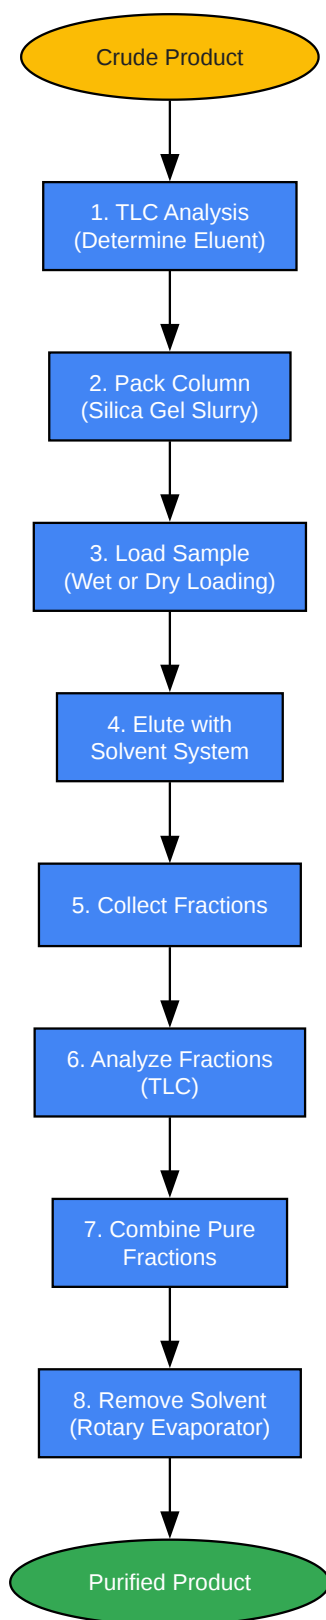 Crude Product
1. TLC Analysis
(Determine Eluent)
2. Pack Column
(Silica Gel Slurry)
3. Load Sample
(Wet or Dry Loading)
4. Elute with
Solvent System
5. Collect Fractions
6. Analyze Fractions
(TLC)
7. Combine Pure
Fractions
8. Remove Solvent
(Rotary Evaporator)
Purified Product